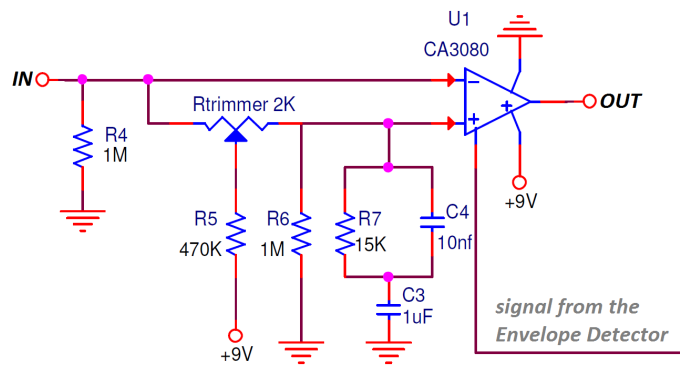 U1
CA3080
IN
OUT
Rtrimmer 2K
R4
1M
+9V
R5
470K
R6
1M
R7
15K
C4
10nf
C3
1uF
+9V
signal from the
Envelope Detector